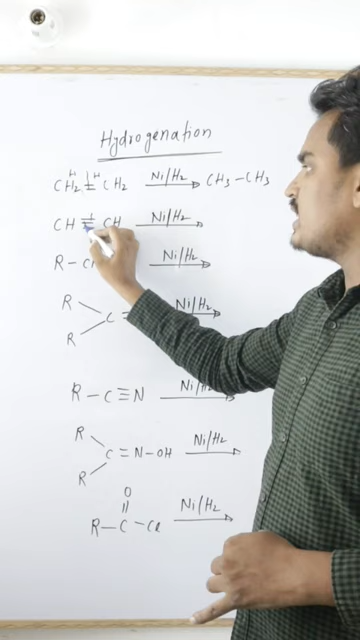 Hydrogenation
CH₂ = CH₂ Ni/H₂ CH₃ – CH₃
H H
CH ≡ CH Ni/H₂
R – C Ni/H₂
R
C Ni/H₂
R
R – C ≡ N Ni/H₂
R
C = N – OH Ni/H₂
R
O
R – C – Cl Ni/H₂